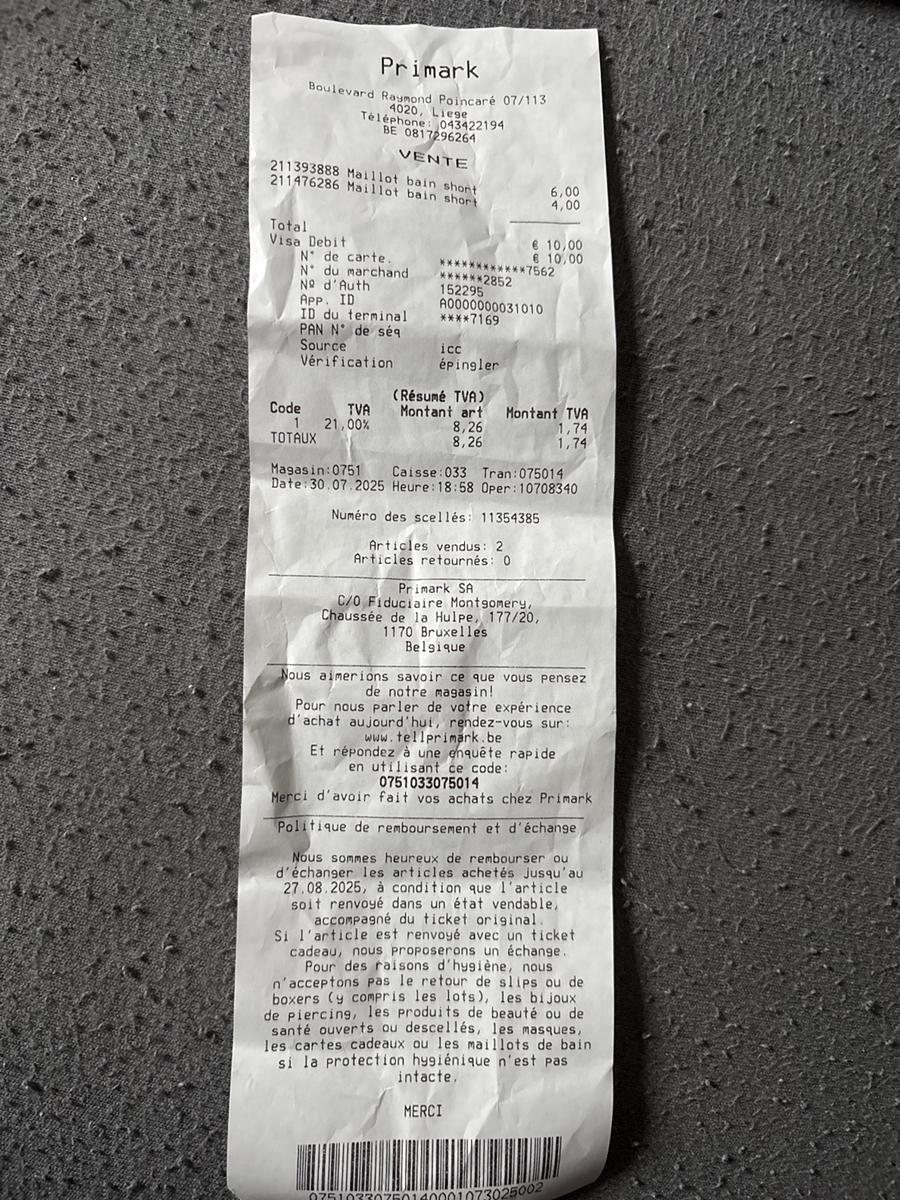 Primark
Boulevard Raymond Poincaré 07/113
4020, Liege
Téléphone: 043422194
BE 0817296264
VENTE
211393888 Maillot bain short 6,00
211476286 Maillot bain short 4,00
Total € 10,00
Visa Debit € 10,00
N° de carte. ************7562
N° du marchand ******2852
Nº d'Auth 152295
App. ID A0000000031010
ID du terminal ****7169
PAN N° de séq
Source icc
Vérification épingler
(Résumé TVA)
Code TVA Montant art Montant TVA
1 21,00% 8,26 1,74
TOTAUX 8,26 1,74
Magasin:0751 Caisse:033 Tran:075014
Date:30.07.2025 Heure:18:58 Oper:10708340
Numéro des scellés: 11354385
Articles vendus: 2
Articles retournés: 0
Primark SA
C/O Fiduciaire Montgomery,
Chaussée de la Hulpe, 177/20,
1170 Bruxelles
Belgique
Nous aimerions savoir ce que vous pensez
de notre magasin!
Pour nous parler de votre expérience
d'achat aujourd'hui, rendez-vous sur:
www.tellprimark.be
Et répondez à une enquête rapide
en utilisant ce code:
0751033075014
Merci d'avoir fait vos achats chez Primark
Politique de remboursement et d'échange
Nous sommes heureux de rembourser ou
d'échanger les articles achetés jusqu'au
27.08.2025, à condition que l'article
soit renvoyé dans un état vendable,
accompagné du ticket original.
Si l'article est renvoyé avec un ticket
cadeau, nous proposerons un échange.
Pour des raisons d'hygiène, nous
n'acceptons pas le retour de slips ou de
boxers (y compris les lots), les bijoux
de piercing, les produits de beauté ou de
santé ouverts ou descellés, les masques,
les cartes cadeaux ou les maillots de bain
si la protection hygiénique n'est pas
intacte.
MERCI
07510330750140001073025002